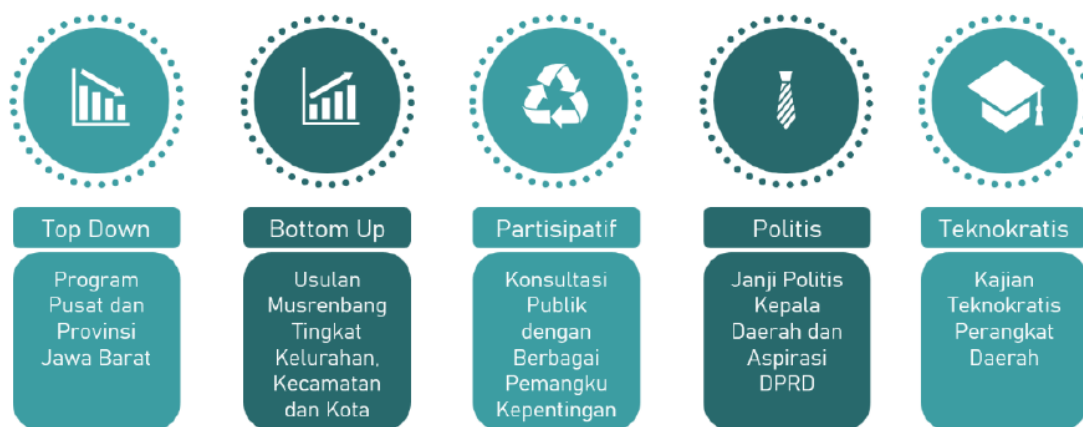 Top Down
Program
Pusat dan
Provinsi
Jawa Barat
Bottom Up
Usulan
Musrenbang
Tingkat
Kelurahan,
Kecamatan
dan Kota
Partisipatif
Konsultasi
Publik
dengan
Berbagai
Pemangku
Kepentingan
Politis
Janji Politis
Kepala
Daerah dan
Aspirasi
DPRD
Teknokratis
Kajian
Teknokratis
Perangkat
Daerah